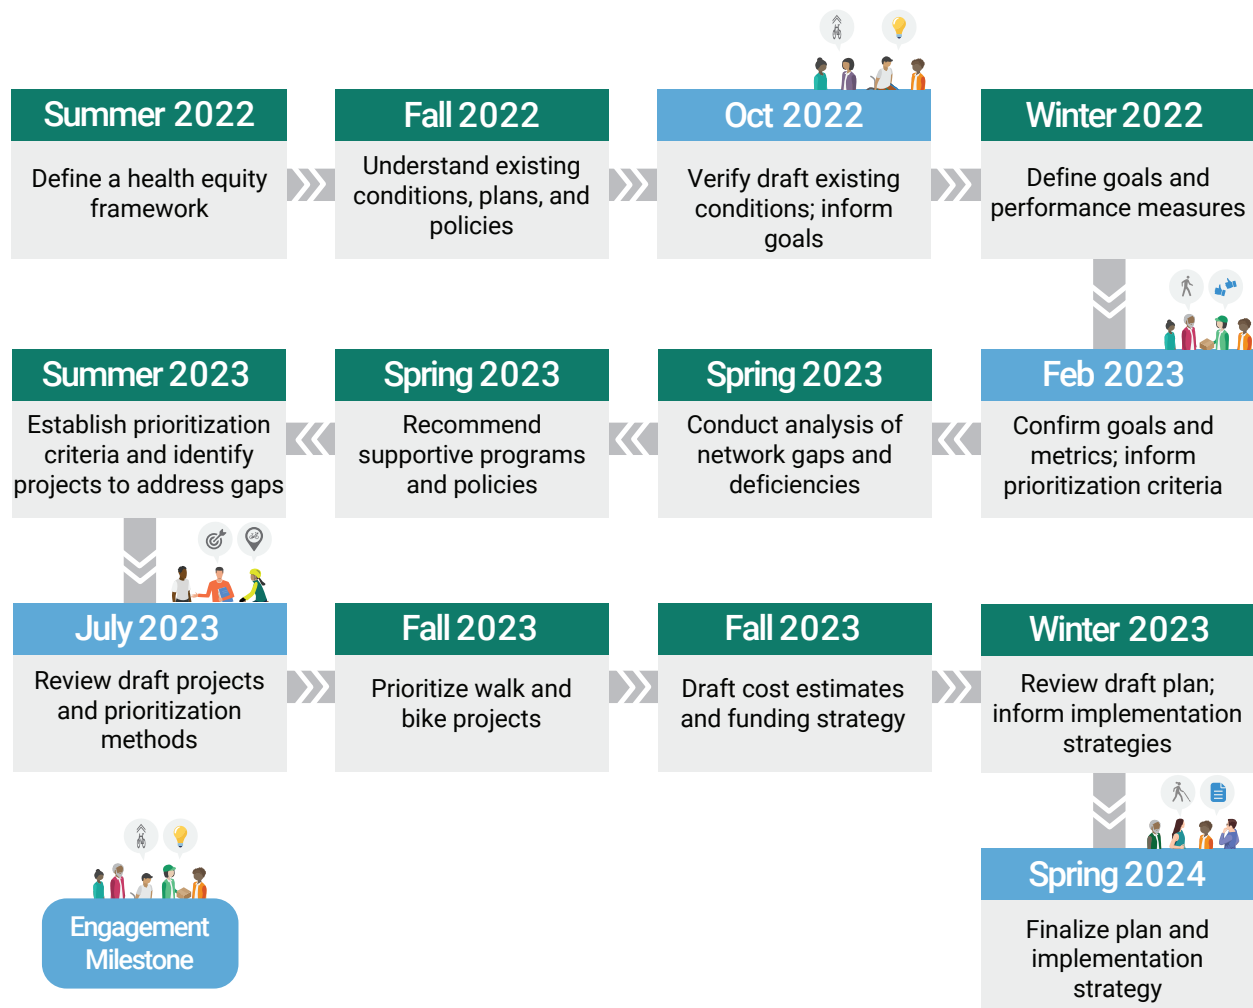 Summer 2022
Define a health equity
framework
Fall 2022
Understand existing
conditions, plans, and
policies
Oct 2022
Verify draft existing
conditions; inform
goals
Winter 2022
Define goals and
performance measures
Feb 2023
Confirm goals and
metrics; inform
prioritization criteria
Spring 2023
Conduct analysis of
network gaps and
deficiencies
Spring 2023
Recommend
supportive programs
and policies
Summer 2023
Establish prioritization
criteria and identify
projects to address gaps
July 2023
Review draft projects
and prioritization
methods
Fall 2023
Prioritize walk and
bike projects
Fall 2023
Draft cost estimates
and funding strategy
Winter 2023
Review draft plan;
inform implementation
strategies
Spring 2024
Finalize plan and
implementation
strategy
Engagement
Milestone